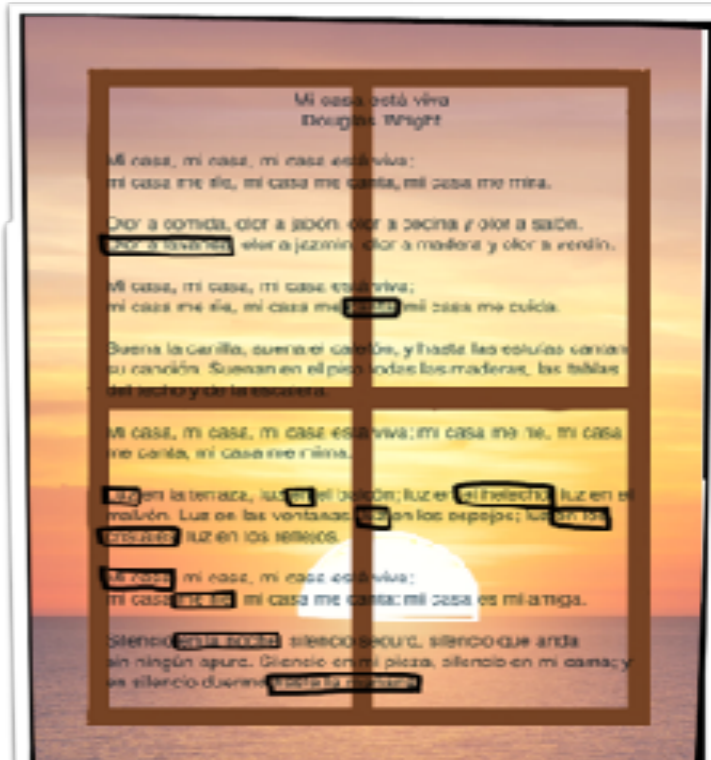 Mi casa está viva
Douglas Wright
Mi casa, mi casa, mi casa está viva;
mi casa me ríe, mi casa me canta, mi casa me mira.
Olor a comida, olor a jabón, olor a cocina y olor a salón.
Olor a lavanda, olor a jazmín, olor a madera y olor a verdín.
Mi casa, mi casa, mi casa está viva;
mi casa me ríe, mi casa me canta, mi casa me cuida.
Suena la canilla, suena el calefón, y hasta las estufas cantan
su canción. Suenan en el piso todas las maderas, las tablas
del techo y de la escalera.
Mi casa, mi casa, mi casa está viva; mi casa me ríe, mi casa
me canta, mi casa me mima.
Luz en la terraza, luz en el balcón; luz en el helecho, luz en el
malvón. Luz en las ventanas, luz en los espejos; luz en los
cristales, luz en los reflejos.
Mi casa, mi casa, mi casa está viva;
mi casa me ríe, mi casa me canta; mi casa es mi amiga.
Silencio en la noche, silencio oscuro, silencio que anda
sin ningún apuro. Silencio en mi pieza, silencio en mi cama; y
en silencio duermo hasta la mañana.